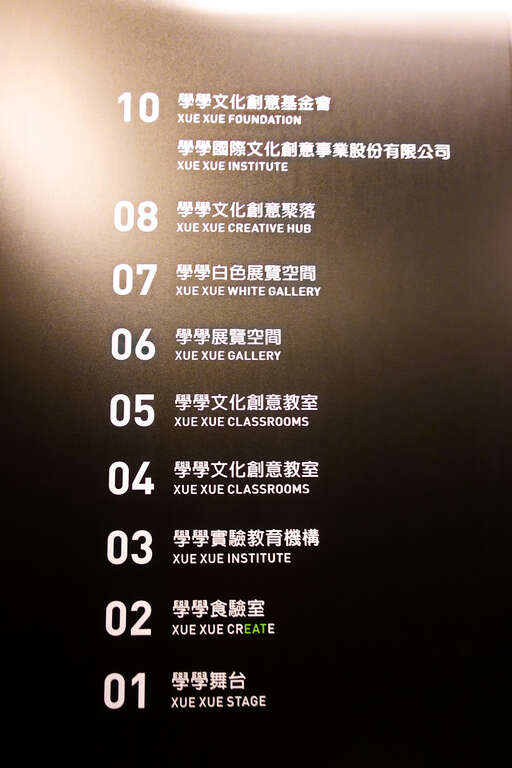 10 學學文化創意基金會
XUE XUE FOUNDATION
學學國際文化創意事業股份有限公司
XUE XUE INSTITUTE
08 學學文化創意聚落
XUE XUE CREATIVE HUB
07 學學白色展覽空間
XUE XUE WHITE GALLERY
06 學學展覽空間
XUE XUE GALLERY
05 學學文化創意教室
XUE XUE CLASSROOMS
04 學學文化創意教室
XUE XUE CLASSROOMS
03 學學實驗教育機構
XUE XUE INSTITUTE
02 學學食驗室
XUE XUE CREATE
01 學學舞台
XUE XUE STAGE